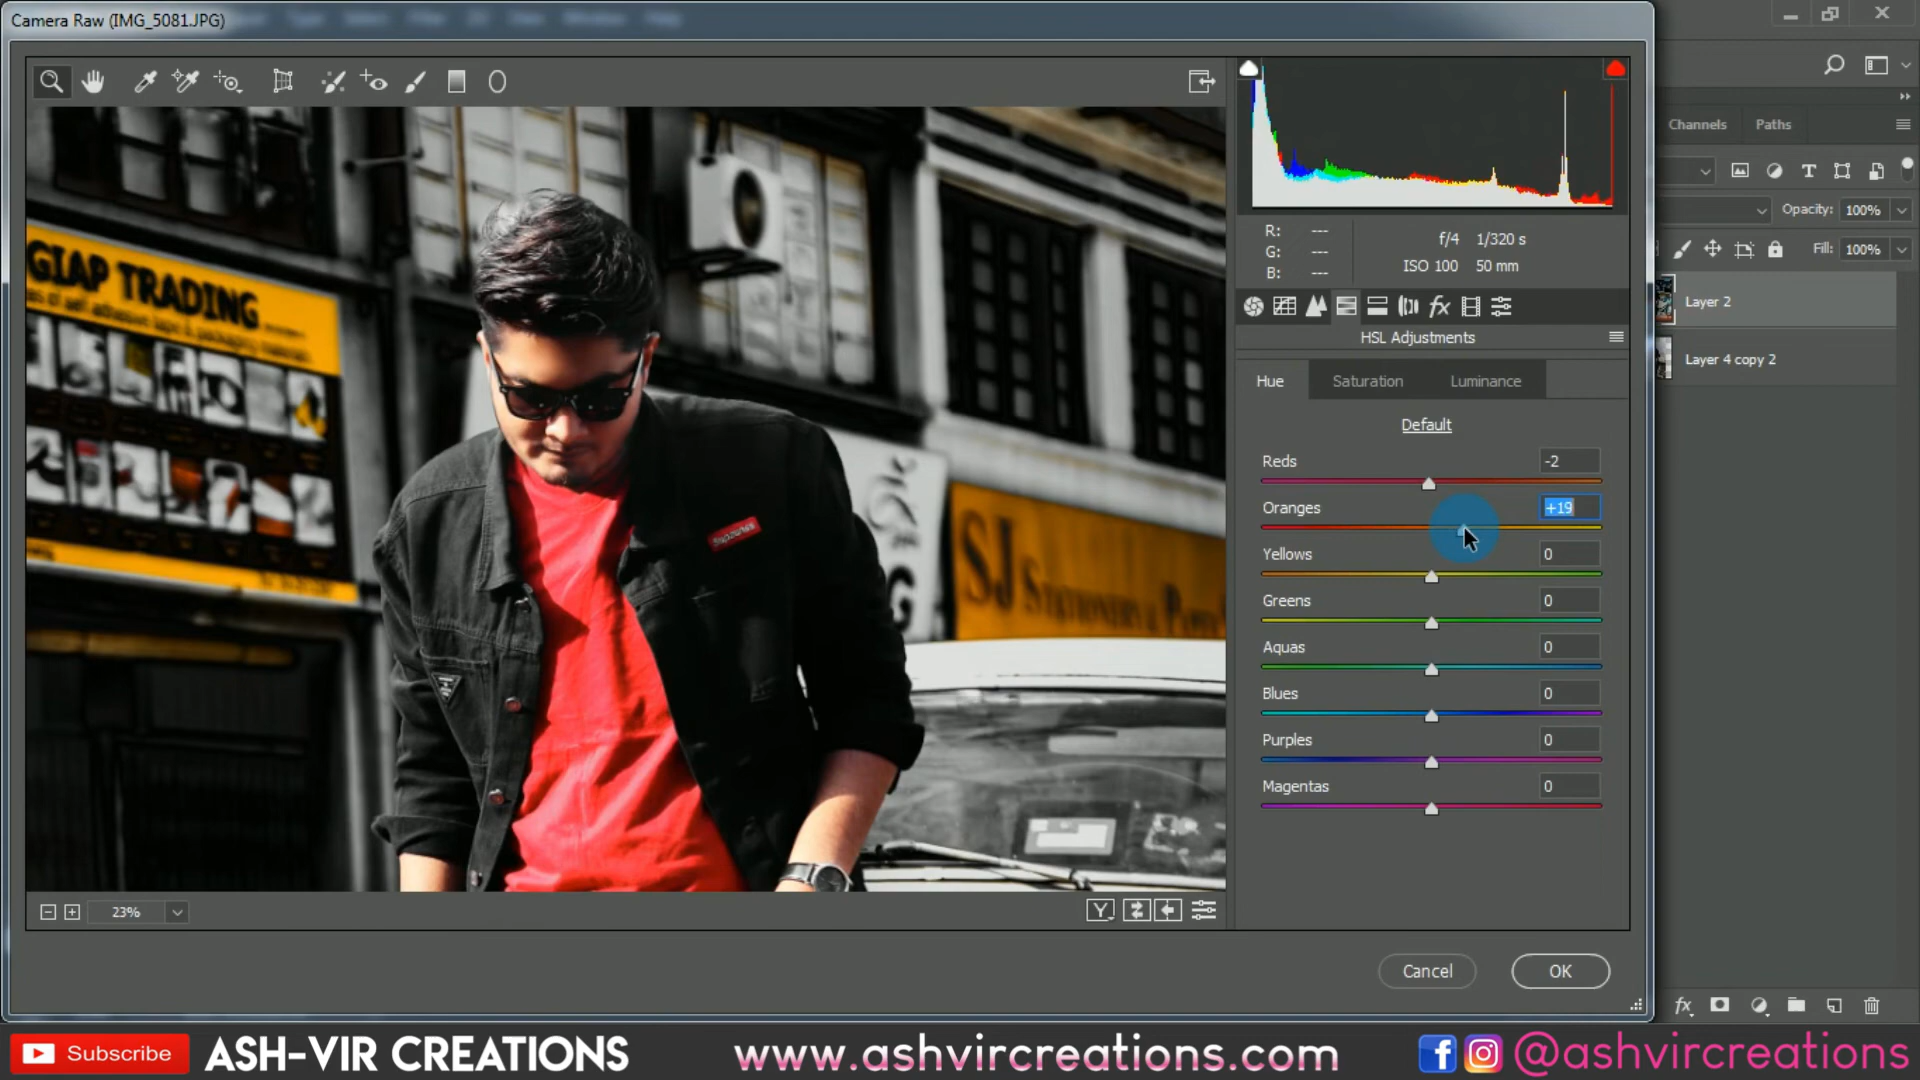 Camera Raw (IMG_5081.JPG)
Channels
Paths
GIAP TRADING
R: ---
G: ---
B: ---
f/4 1/320 s
ISO 100 50 mm
Opacity: 100%
Fill: 100%
Layer 2
Layer 4 copy 2
HSL Adjustments
Hue
Saturation
Luminance
Default
Reds -2
Oranges +19
Yellows 0
Greens 0
Aquas 0
Blues 0
Purples 0
Magentas 0
SJ STATIONERY & 
23%
Y
Cancel
OK
fx
Subscribe
ASH-VIR CREATIONS
www.ashvircreations.com
@ashvircreations